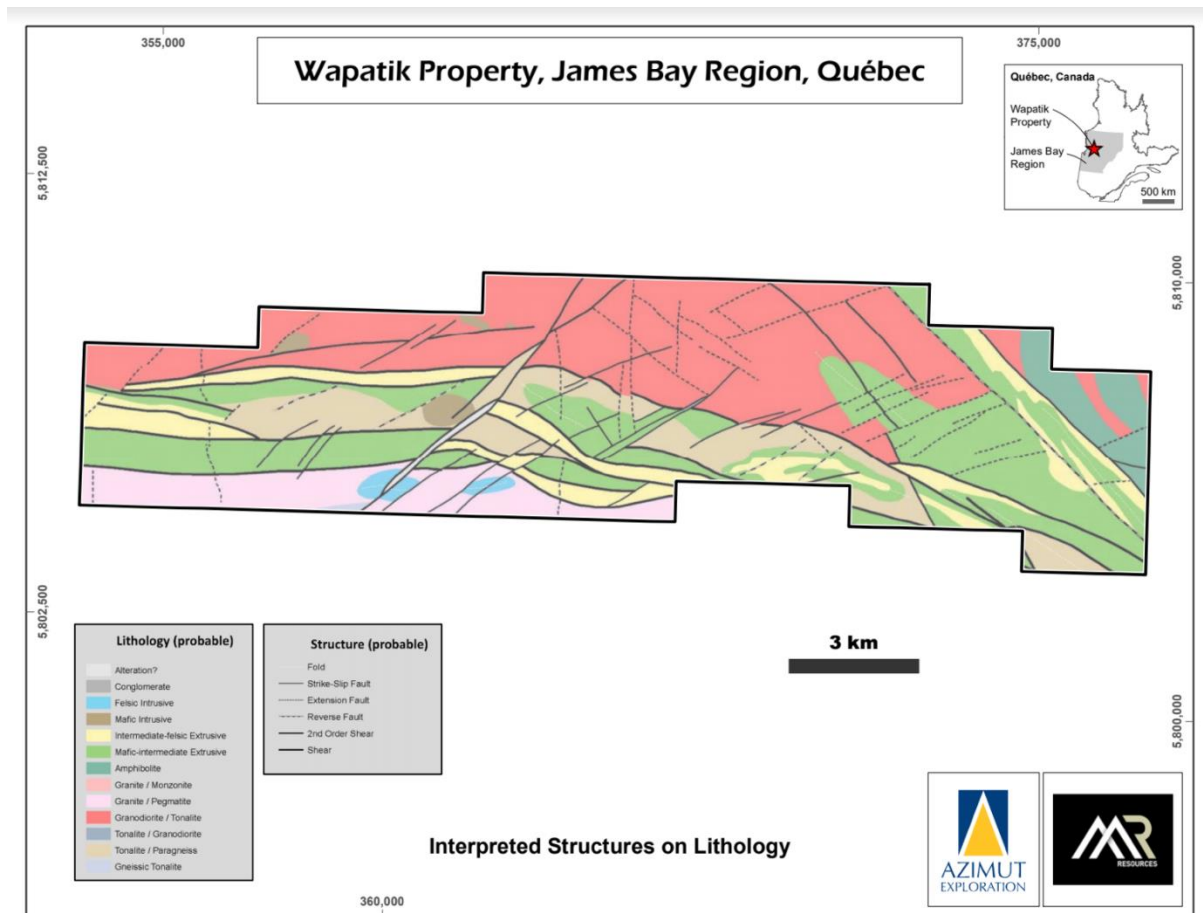 355,000
375,000
Wapatik Property, James Bay Region, Québec
Québec, Canada
Wapatik
Property
James Bay
Region
500 km
5,812,500
5,810,000
5,802,500
5,800,000
Lithology (probable)
Alteration?
Conglomerate
Felsic Intrusive
Mafic Intrusive
Intermediate-felsic Extrusive
Mafic-intermediate Extrusive
Amphibolite
Granite / Monzonite
Granite / Pegmatite
Granodiorite / Tonalite
Tonalite / Granodiorite
Tonalite / Paragneiss
Gneissic Tonalite
Structure (probable)
Fold
Strike-Slip Fault
Extension Fault
Reverse Fault
2nd Order Shear
Shear
3 km
Interpreted Structures on Lithology
AZIMUT
EXPLORATION
MR
RESOURCES
360,000